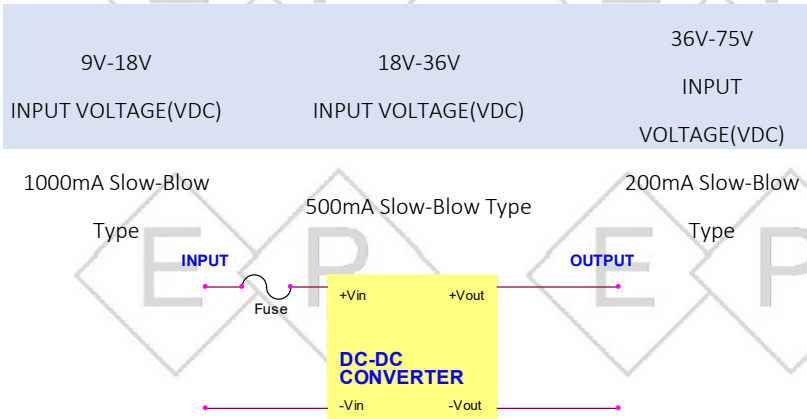 9V-18V
INPUT VOLTAGE(VDC)
18V-36V
INPUT VOLTAGE(VDC)
36V-75V
INPUT
VOLTAGE(VDC)
1000mA Slow-Blow
Type
500mA Slow-Blow Type
200mA Slow-Blow
Type
E P E P
INPUT
OUTPUT
Fuse
+Vin
+Vout
DC-DC
CONVERTER
-Vin
-Vout